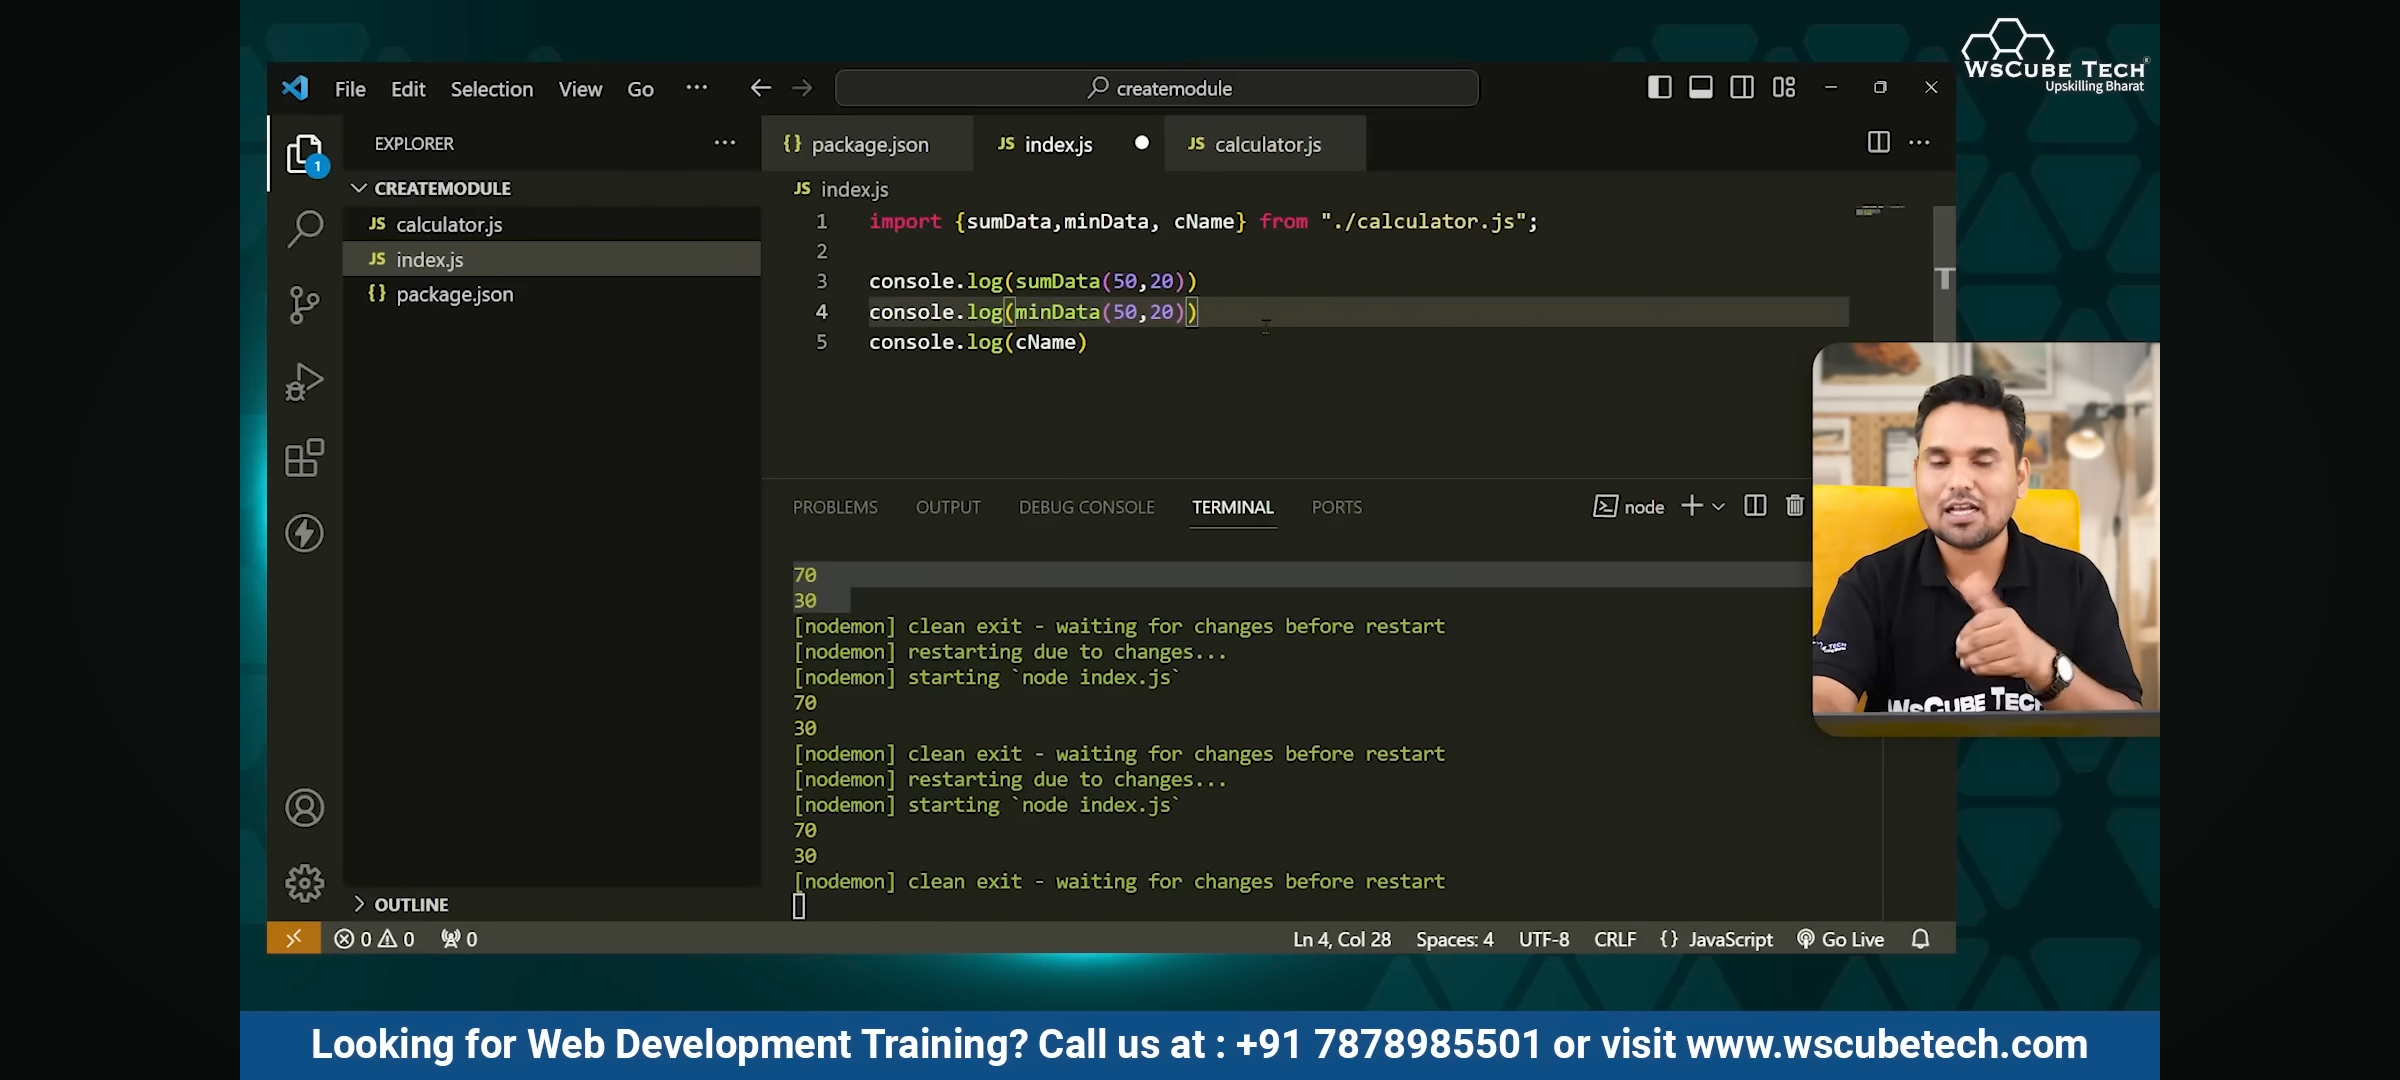 WSCUBE TECH
Upskilling Bharat
File Edit Selection View Go ··· createmodule
EXPLORER ···
{} package.json JS index.js JS calculator.js ···
CREATEMODULE
JS calculator.js
JS index.js
{} package.json
JS index.js
1 import {sumData,minData, cName} from "./calculator.js";
2
3 console.log(sumData(50,20))
4 console.log(minData(50,20))
5 console.log(cName)
PROBLEMS OUTPUT DEBUG CONSOLE TERMINAL PORTS node
70
30
[nodemon] clean exit - waiting for changes before restart
[nodemon] restarting due to changes...
[nodemon] starting `node index.js`
70
30
[nodemon] clean exit - waiting for changes before restart
[nodemon] restarting due to changes...
[nodemon] starting `node index.js`
70
30
[nodemon] clean exit - waiting for changes before restart
OUTLINE
0 0 0 Ln 4, Col 28 Spaces: 4 UTF-8 CRLF {} JavaScript Go Live
1
T
WSCUBE TECH
Looking for Web Development Training? Call us at : +91 7878985501 or visit www.wscubetech.com